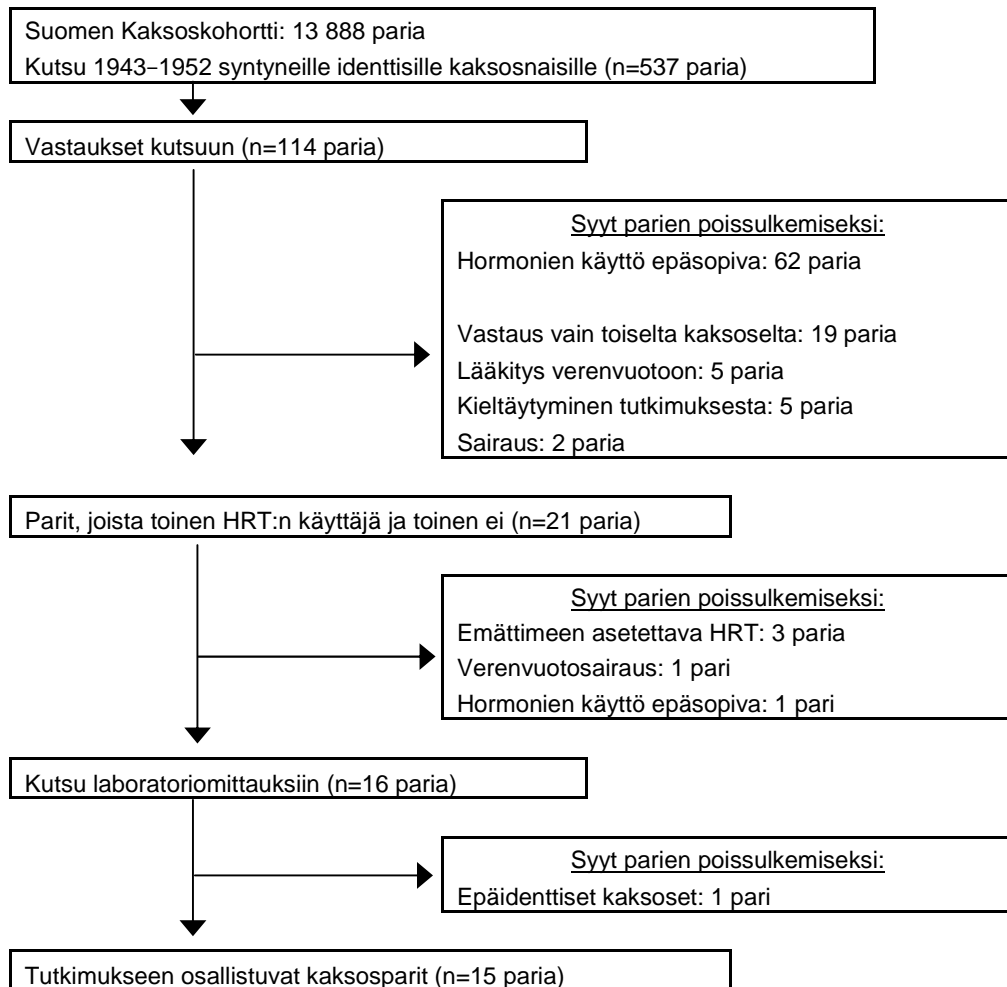 Suomen Kaksoskohortti: 13 888 paria
Kutsu 1943–1952 syntyneille identtisille kaksosnaisille (n=537 paria)
Vastaukset kutsuun (n=114 paria)
Syyt parien poissulkemiseksi:
Hormonien käyttö epäsopiva: 62 paria
Vastaus vain toiselta kaksoselta: 19 paria
Lääkitys verenvuotoon: 5 paria
Kieltäytyminen tutkimuksesta: 5 paria
Sairaus: 2 paria
Parit, joista toinen HRT:n käyttäjä ja toinen ei (n=21 paria)
Syyt parien poissulkemiseksi:
Emättimeen asetettava HRT: 3 paria
Verenvuotosairaus: 1 pari
Hormonien käyttö epäsopiva: 1 pari
Kutsu laboratoriomittauksiin (n=16 paria)
Syyt parien poissulkemiseksi:
Epäidenttiset kaksoset: 1 pari
Tutkimukseen osallistuvat kaksosparit (n=15 paria)